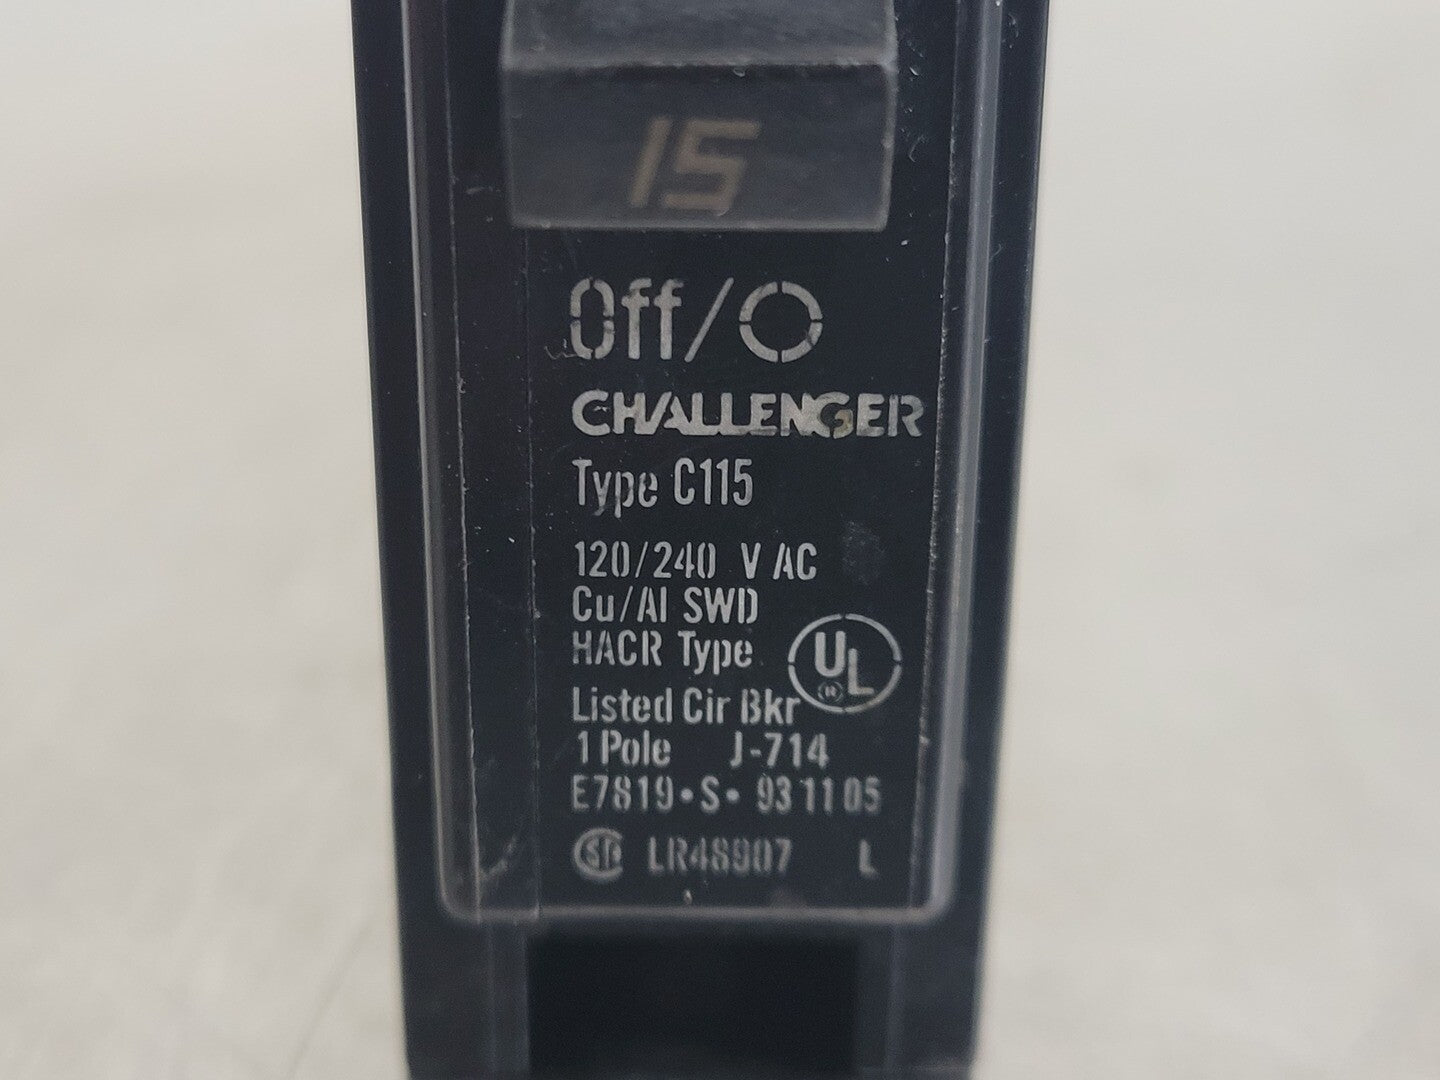 15
Off/O
CHALLENGER
Type C115
120/240 V AC
Cu/Al SWD
HACR Type
UL
Listed Cir Bkr
1 Pole J-714
E7819•S• 931105
LR48907 L